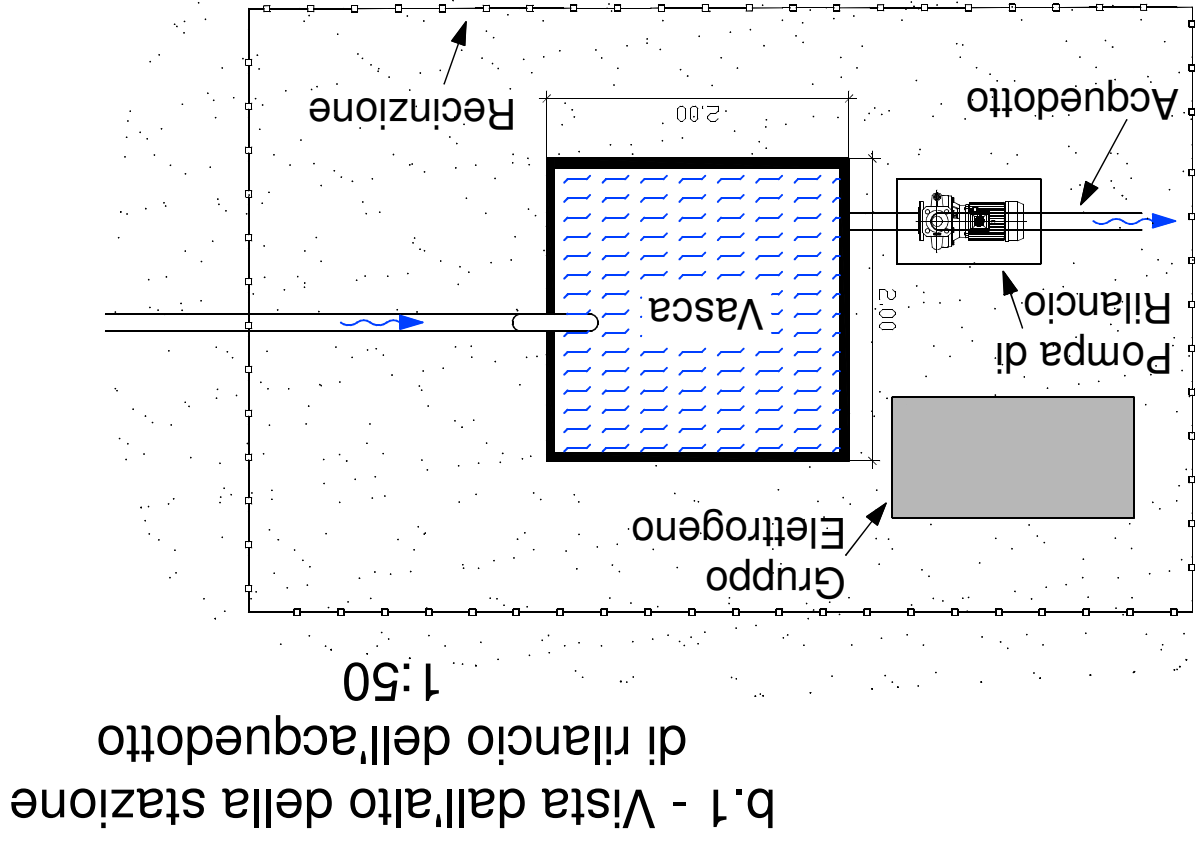 b.1 - Vista dall'alto della stazione
di rilancio dell'acquedotto
1:50
Gruppo
Elettrogeno
Pompa di
Rilancio
Vasca
2.00
2.00
Acquedotto
Recinzione